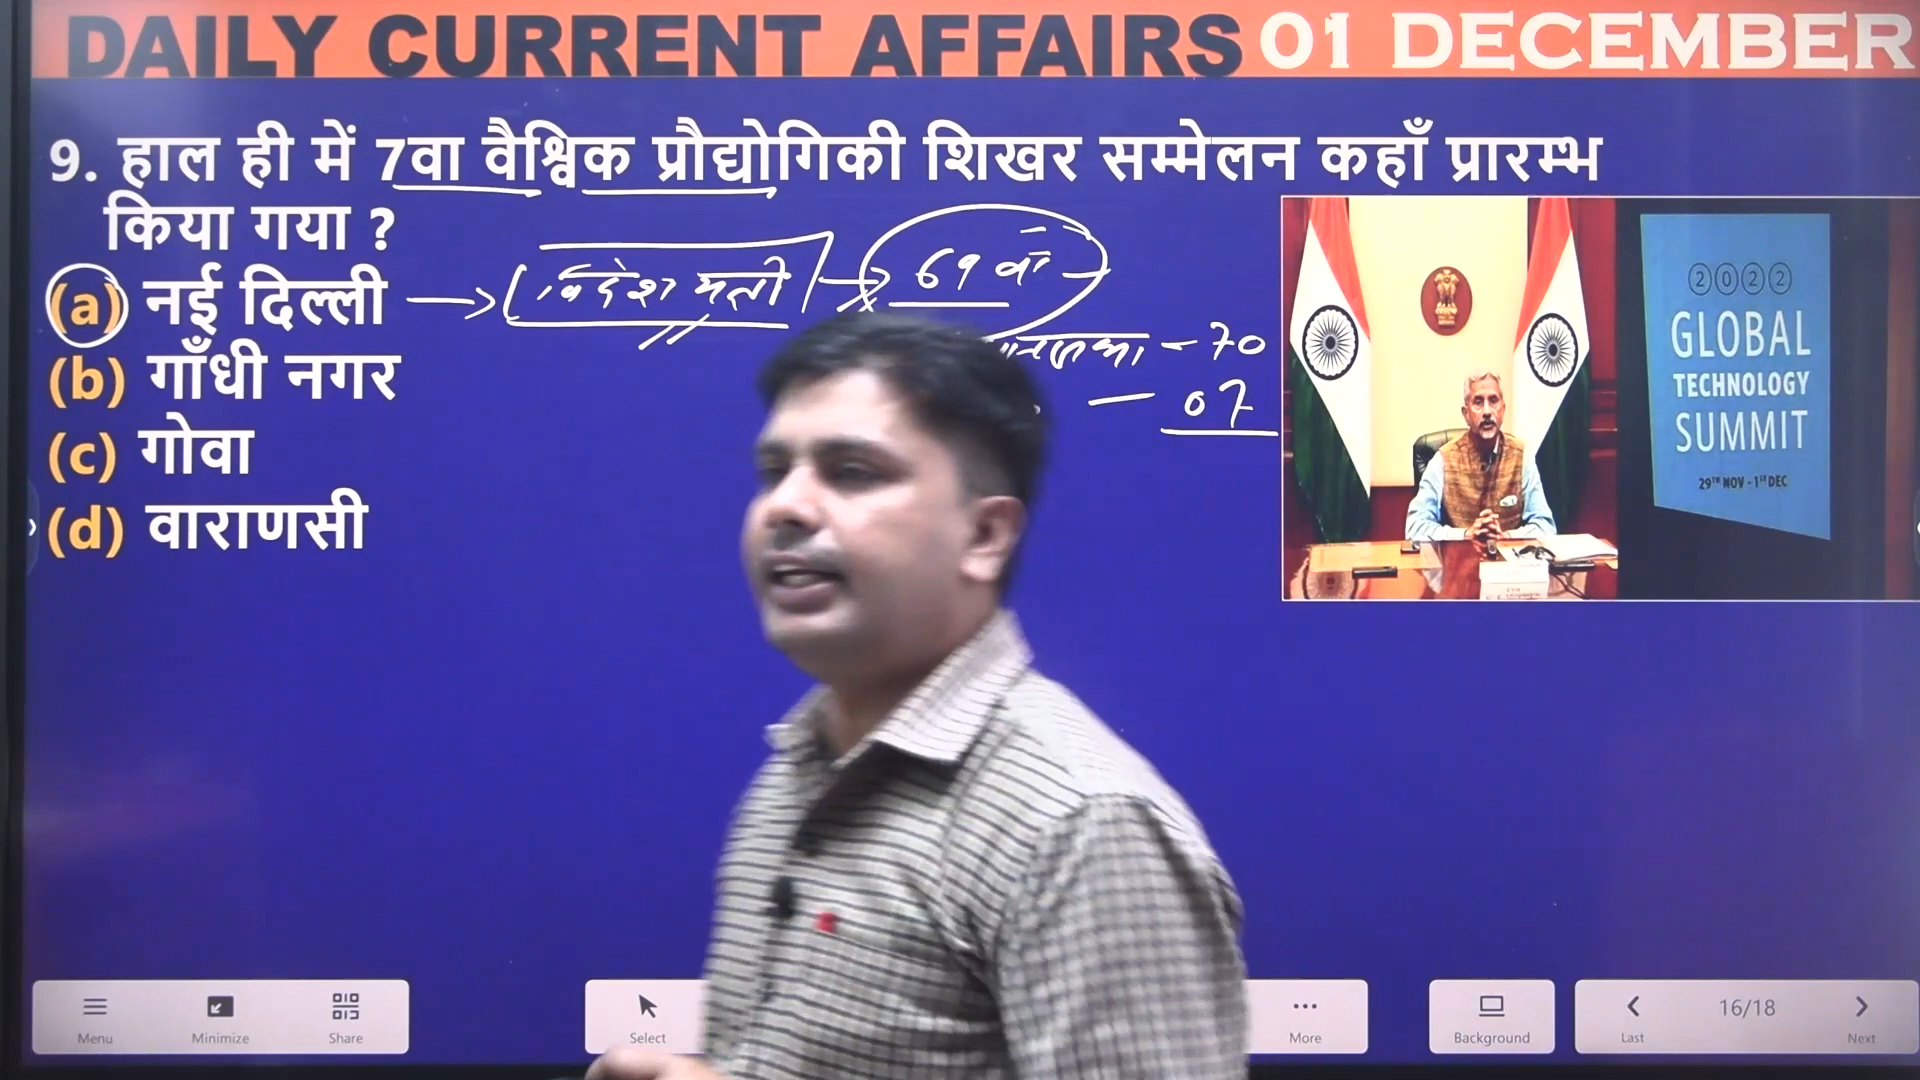 DAILY CURRENT AFFAIRS 01 DECEMBER
9. हाल ही में 7वा वैश्विक प्रौद्योगिकी शिखर सम्मेलन कहाँ प्रारम्भ
किया गया ?
(a) नई दिल्ली
विदेश मंत्री
69 वाँ
(b) गाँधी नगर
- 70
(c) गोवा
- 07
(d) वाराणसी
2022
GLOBAL
TECHNOLOGY
SUMMIT
29TH NOV - 1ST DEC
Menu
Minimize
Share
Select
More
Background
Last
16/18
Next